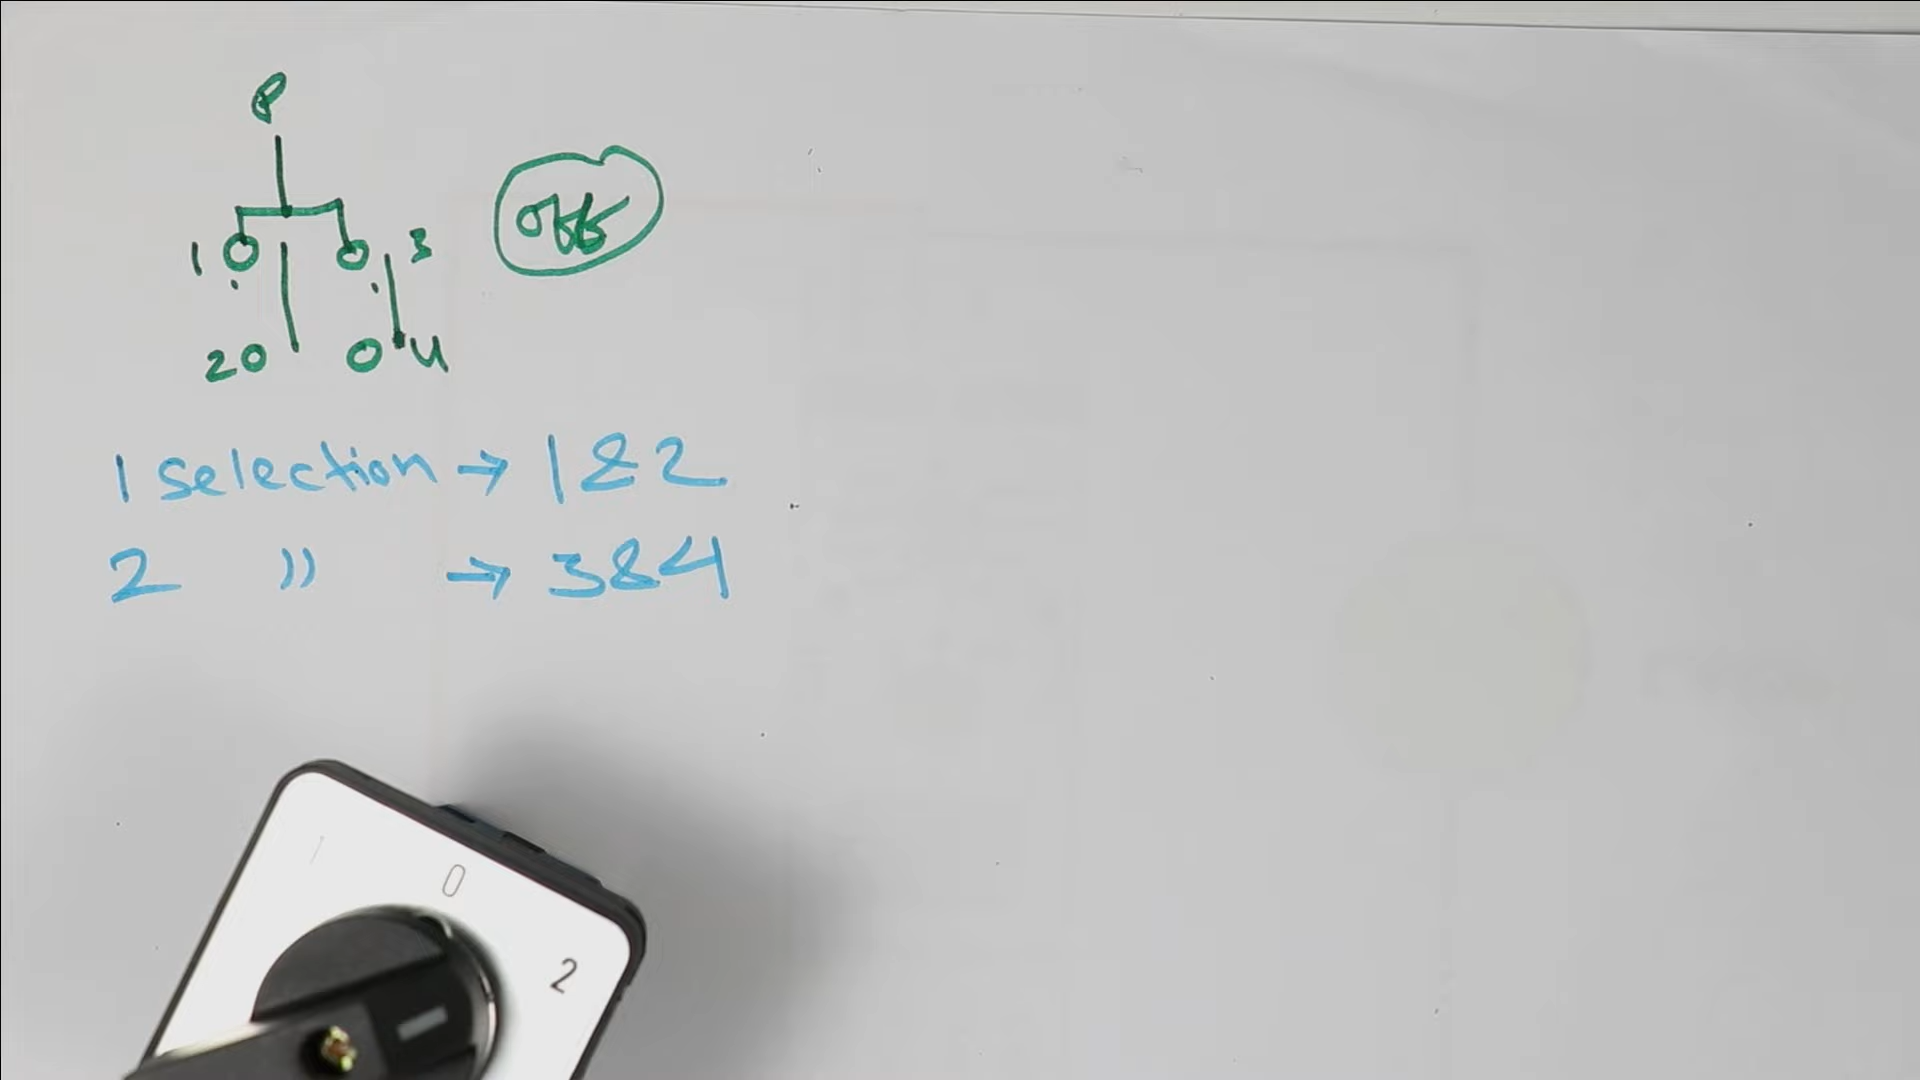 P
off
1 3
2 4
1 selection → 1 & 2
2 " → 3 & 4
1 0 2